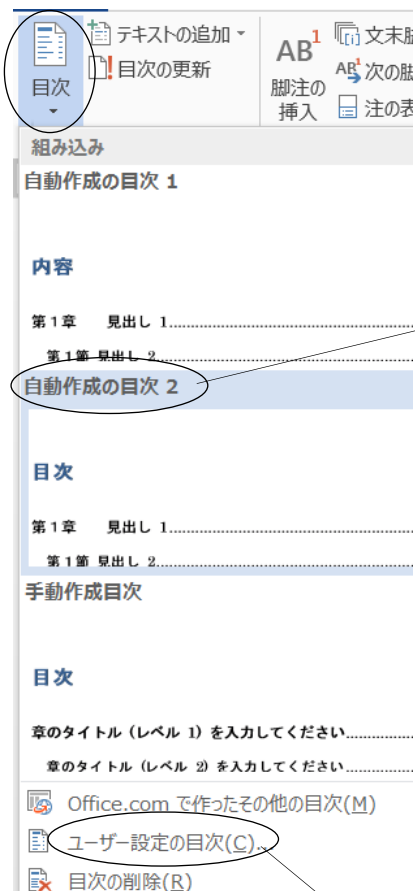 テキストの追加
目次の更新
目次
AB1
脚注の
挿入
文末脚
AB1 次の脚
注の表
組み込み
自動作成の目次 1
内容
第1章 見出し 1
第1節 見出し 2
自動作成の目次 2
目次
第1章 見出し 1
第1節 見出し 2
手動作成目次
目次
章のタイトル (レベル 1) を入力してください
章のタイトル (レベル 2) を入力してください
Office.com で作ったその他の目次(M)
ユーザー設定の目次(C)...
目次の削除(R)